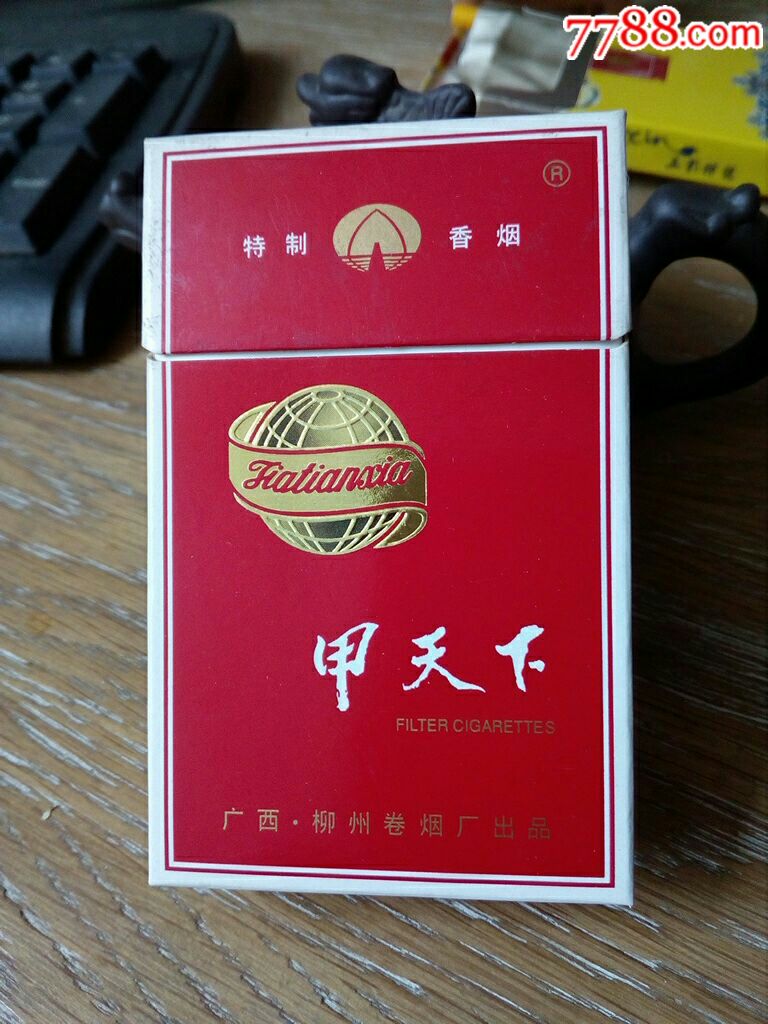 7788.com
®
特制 香烟
Jiatianxia
甲天下
FILTER CIGARETTES
广西·柳州卷烟厂出品